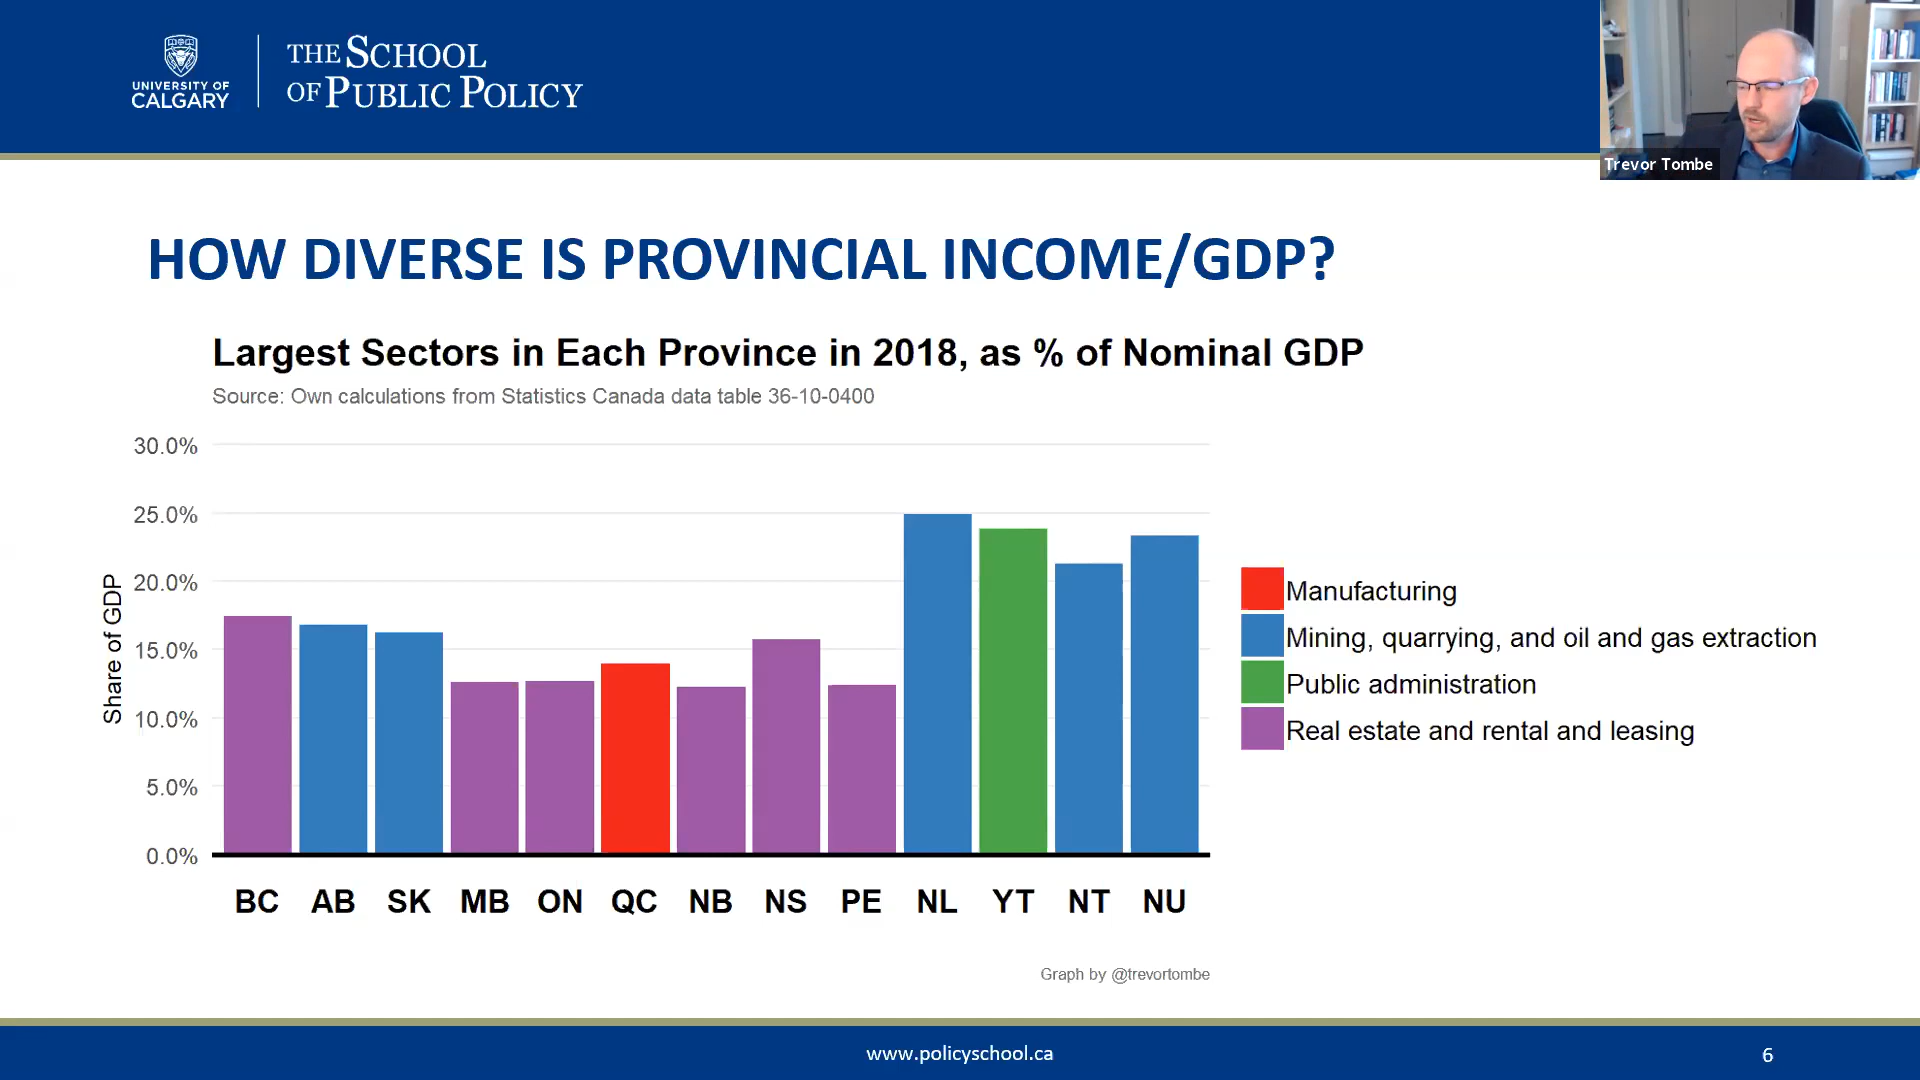 UNIVERSITY OF
CALGARY
THE SCHOOL
OF PUBLIC POLICY
Trevor Tombe
HOW DIVERSE IS PROVINCIAL INCOME/GDP?
Largest Sectors in Each Province in 2018, as % of Nominal GDP
Source: Own calculations from Statistics Canada data table 36-10-0400
Share of GDP
30.0%
25.0%
20.0%
15.0%
10.0%
5.0%
0.0%
BC AB SK MB ON QC NB NS PE NL YT NT NU
Manufacturing
Mining, quarrying, and oil and gas extraction
Public administration
Real estate and rental and leasing
Graph by @trevortombe
www.policyschool.ca
6